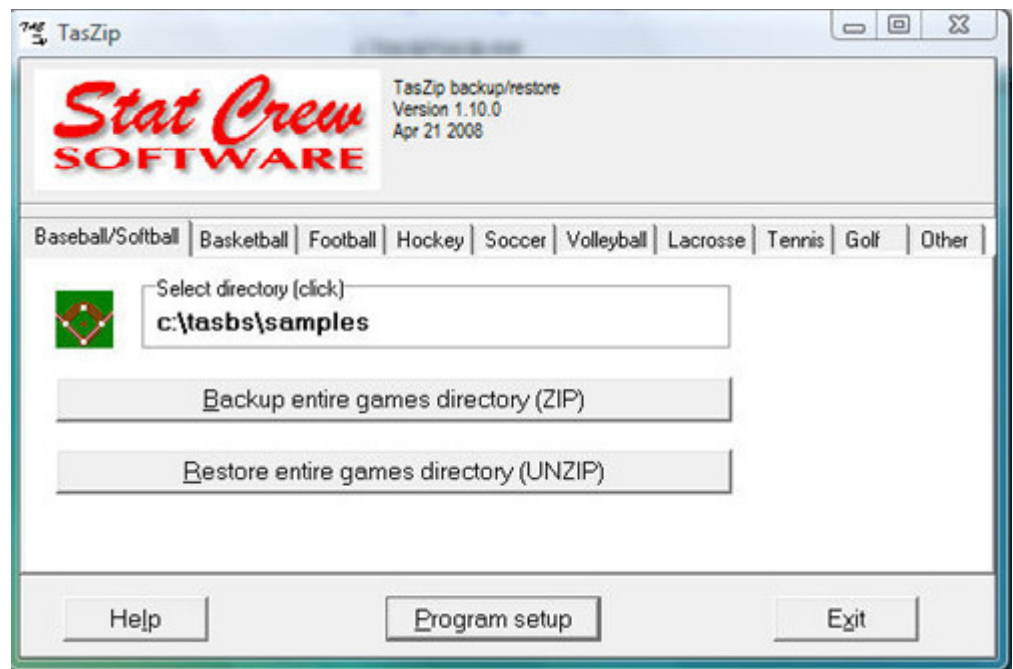 TasZip
Stat Crew
SOFTWARE
TasZip backup/restore
Version 1.10.0
Apr 21 2008
Baseball/Softball Basketball Football Hockey Soccer Volleyball Lacrosse Tennis Golf Other
Select directory (click)
c:\tasbs\samples
Backup entire games directory (ZIP)
Restore entire games directory (UNZIP)
Help Program setup Exit